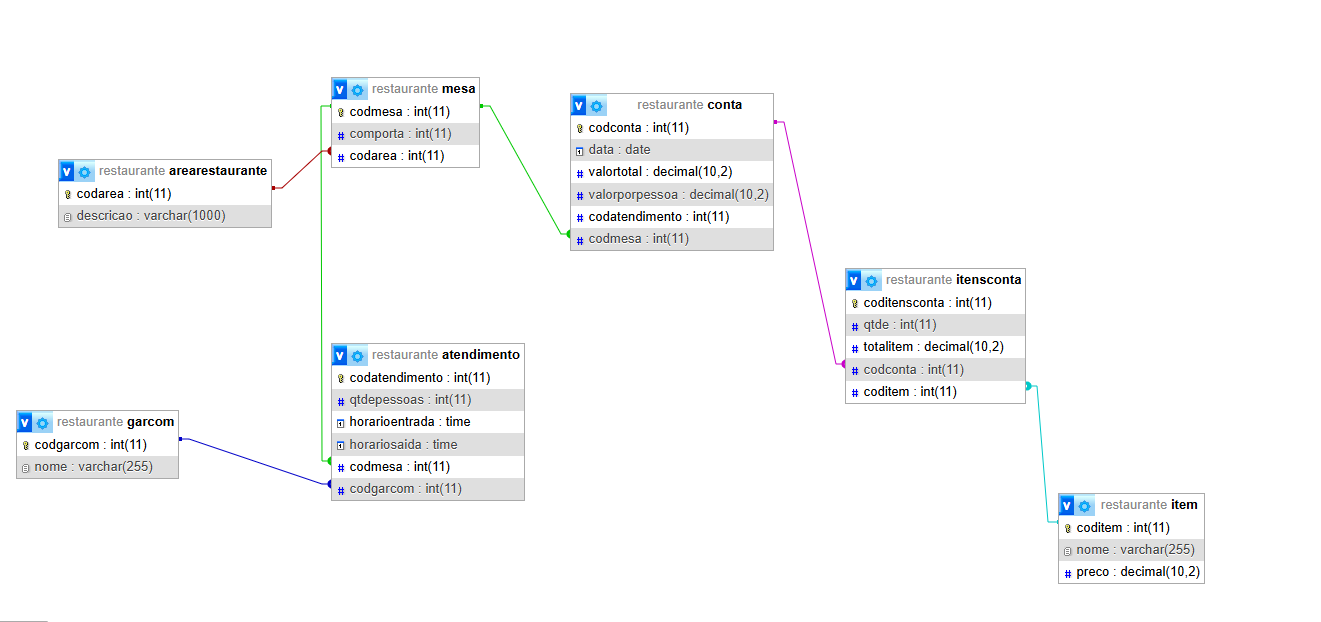 restaurante mesa
codmesa : int(11)
comporta : int(11)
codarea : int(11)
restaurante conta
codconta : int(11)
data : date
valortotal : decimal(10,2)
valorporpessoa : decimal(10,2)
codatendimento : int(11)
codmesa : int(11)
restaurante arearestaurante
codarea : int(11)
descricao : varchar(1000)
restaurante itensconta
coditensconta : int(11)
qtde : int(11)
totalitem : decimal(10,2)
codconta : int(11)
coditem : int(11)
restaurante atendimento
codatendimento : int(11)
qtdepessoas : int(11)
horarioentrada : time
horariosaida : time
codmesa : int(11)
codgarcom : int(11)
restaurante garcom
codgarcom : int(11)
nome : varchar(255)
restaurante item
coditem : int(11)
nome : varchar(255)
preco : decimal(10,2)